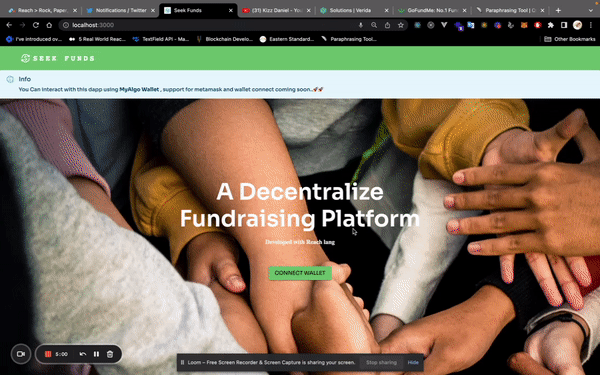 Reach > Rock, Pape
Notifications / Twitter
Seek Funds
(31) Kizz Daniel - You
Solutions | Verida
GoFundMe: No 1 Fun
Paraphrasing Tool | Q
localhost:3000
I've introduced ov...
5 Real World Reac...
TextField API – Ma...
Blockchain Develo...
Eastern Standard...
Paraphrasing Tool...
Other Bookmarks
SEEK FUNDS
Info
You Can Interact with this dapp using MyAlgo Wallet , support for metamask and wallet connect coming soon..🚀🚀
A Decentralize
Fundraising Platform
Developed with Reach lang
CONNECT WALLET
5:00
Loom – Free Screen Recorder & Screen Capture is sharing your screen.
Stop sharing
Hide